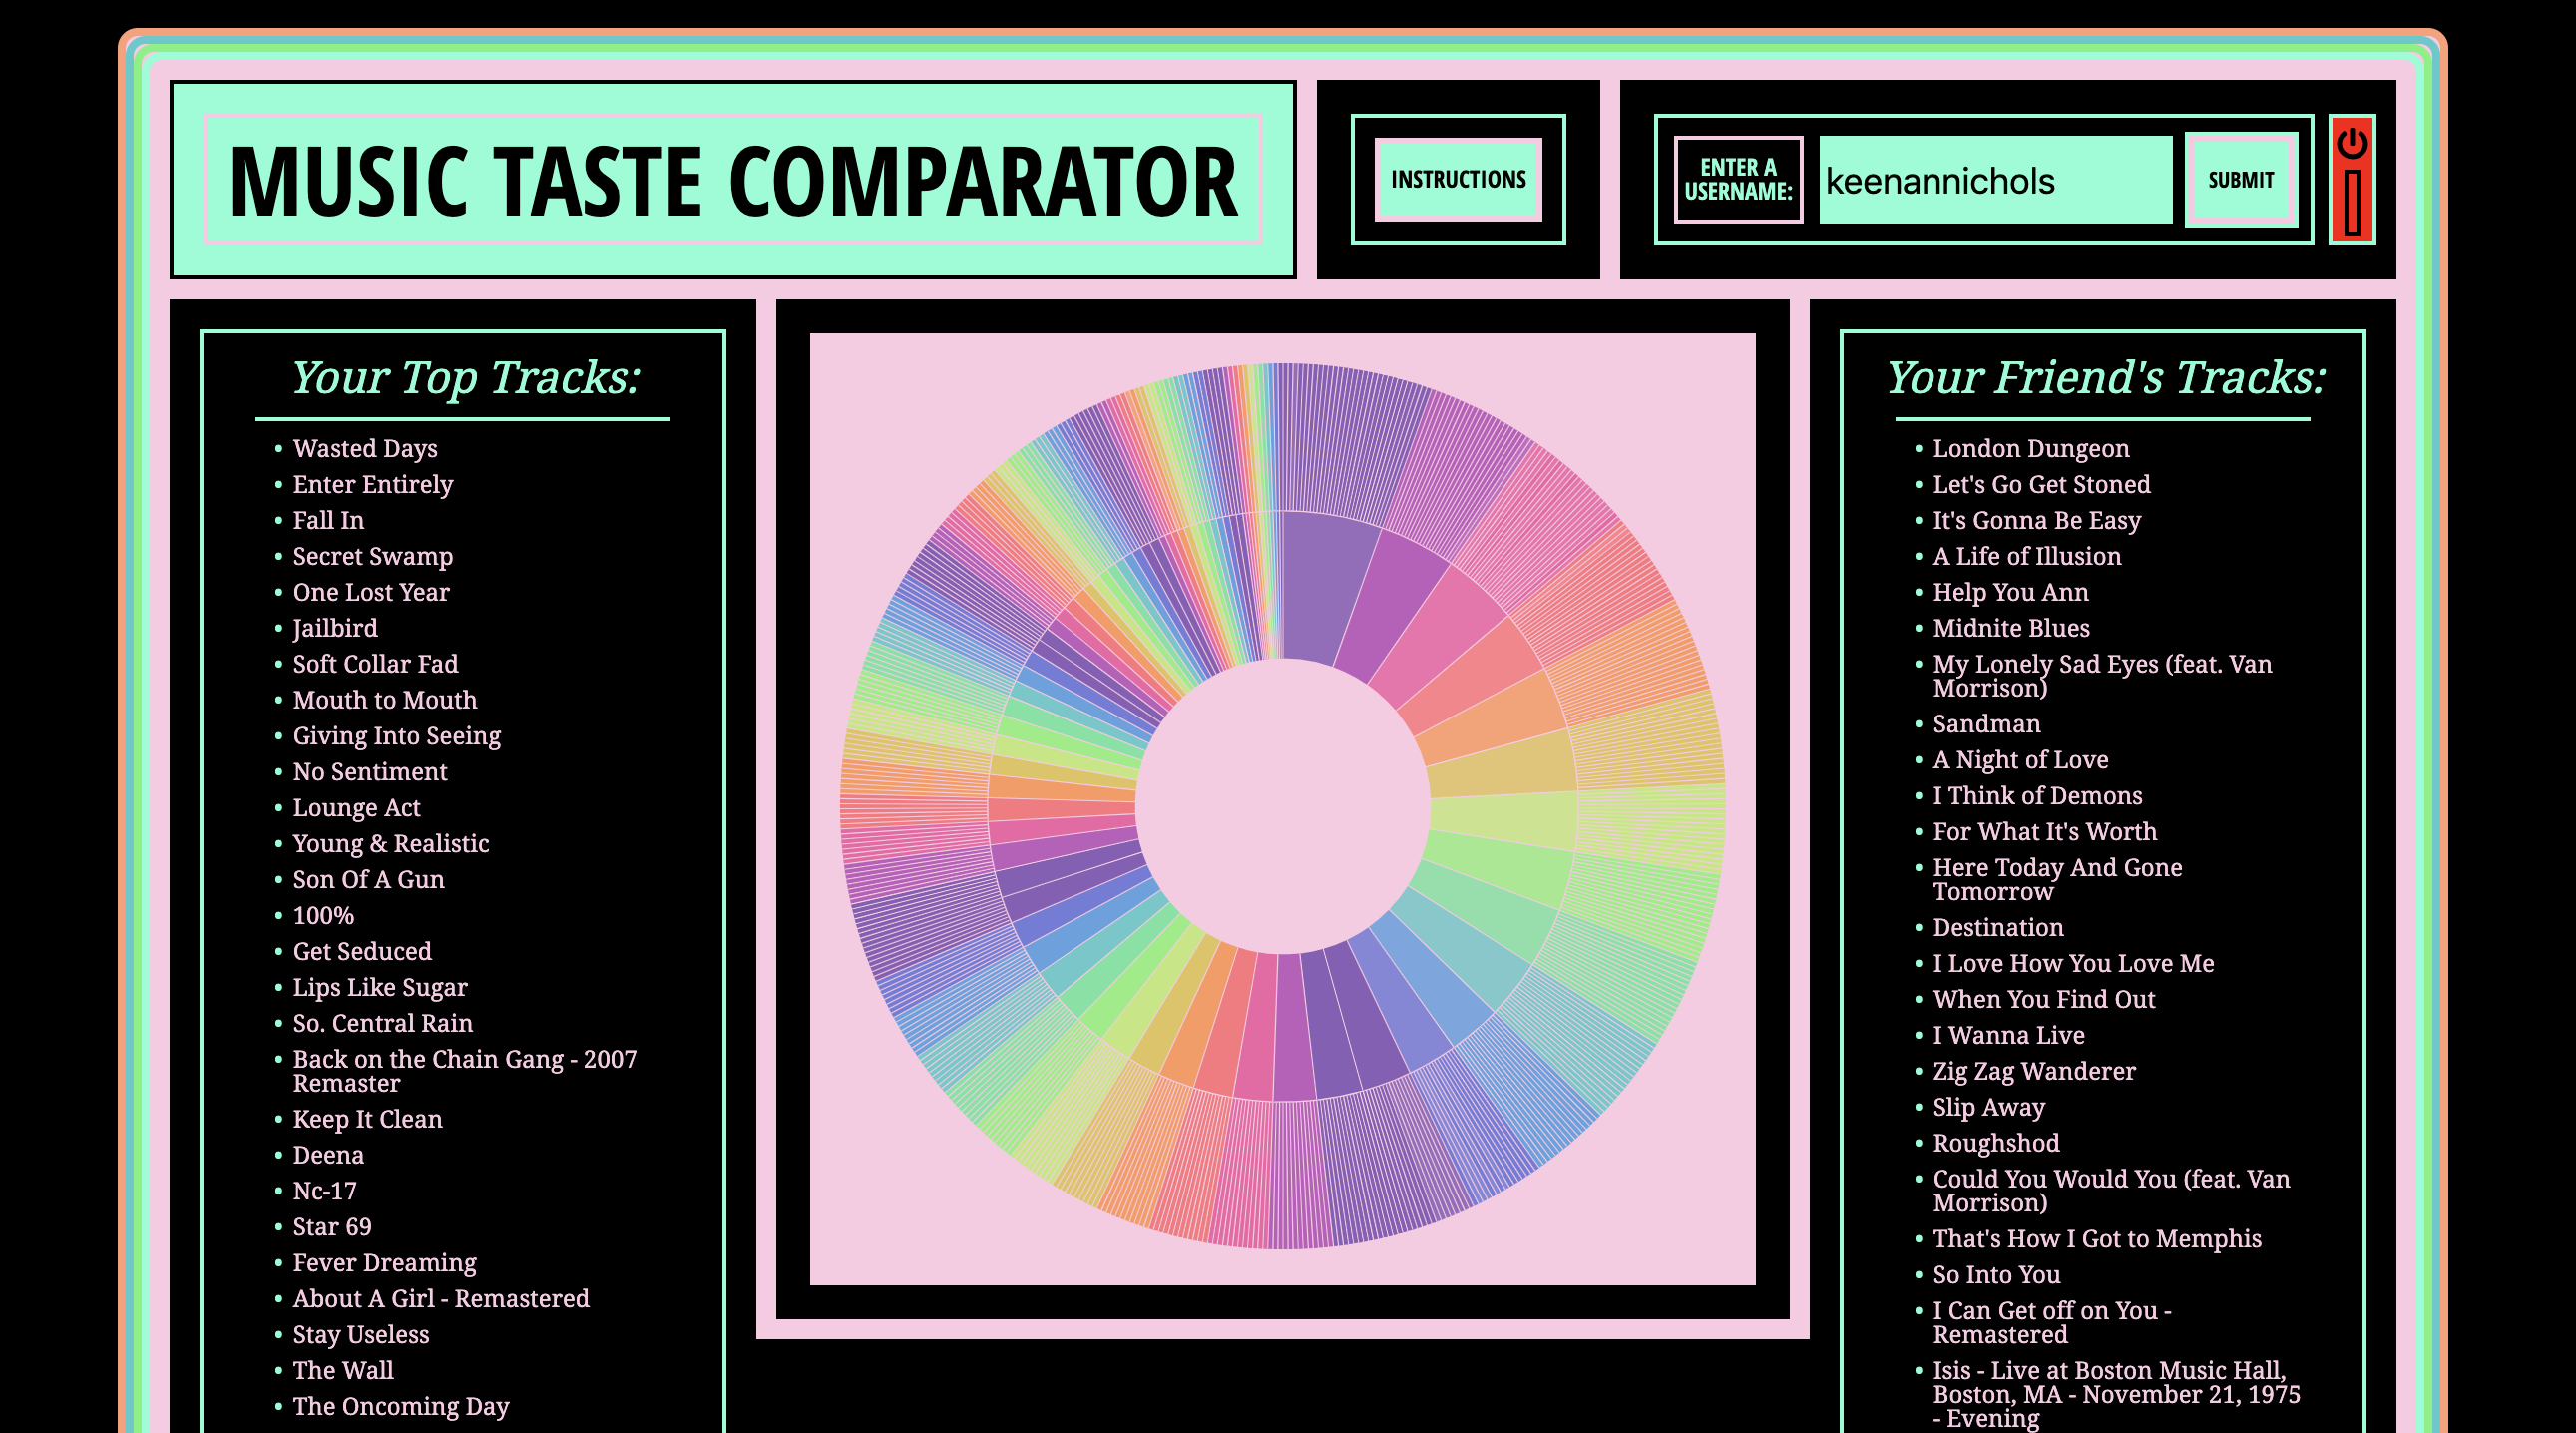 MUSIC TASTE COMPARATOR
INSTRUCTIONS
ENTER A
USERNAME:
keenannichols
SUBMIT
Your Top Tracks:
• Wasted Days
• Enter Entirely
• Fall In
• Secret Swamp
• One Lost Year
• Jailbird
• Soft Collar Fad
• Mouth to Mouth
• Giving Into Seeing
• No Sentiment
• Lounge Act
• Young & Realistic
• Son Of A Gun
• 100%
• Get Seduced
• Lips Like Sugar
• So. Central Rain
• Back on the Chain Gang - 2007
Remaster
• Keep It Clean
• Deena
• Nc-17
• Star 69
• Fever Dreaming
• About A Girl - Remastered
• Stay Useless
• The Wall
• The Oncoming Day
Your Friend's Tracks:
• London Dungeon
• Let's Go Get Stoned
• It's Gonna Be Easy
• A Life of Illusion
• Help You Ann
• Midnite Blues
• My Lonely Sad Eyes (feat. Van
Morrison)
• Sandman
• A Night of Love
• I Think of Demons
• For What It's Worth
• Here Today And Gone
Tomorrow
• Destination
• I Love How You Love Me
• When You Find Out
• I Wanna Live
• Zig Zag Wanderer
• Slip Away
• Roughshod
• Could You Would You (feat. Van
Morrison)
• That's How I Got to Memphis
• So Into You
• I Can Get off on You -
Remastered
• Isis - Live at Boston Music Hall,
Boston, MA - November 21, 1975
- Evening